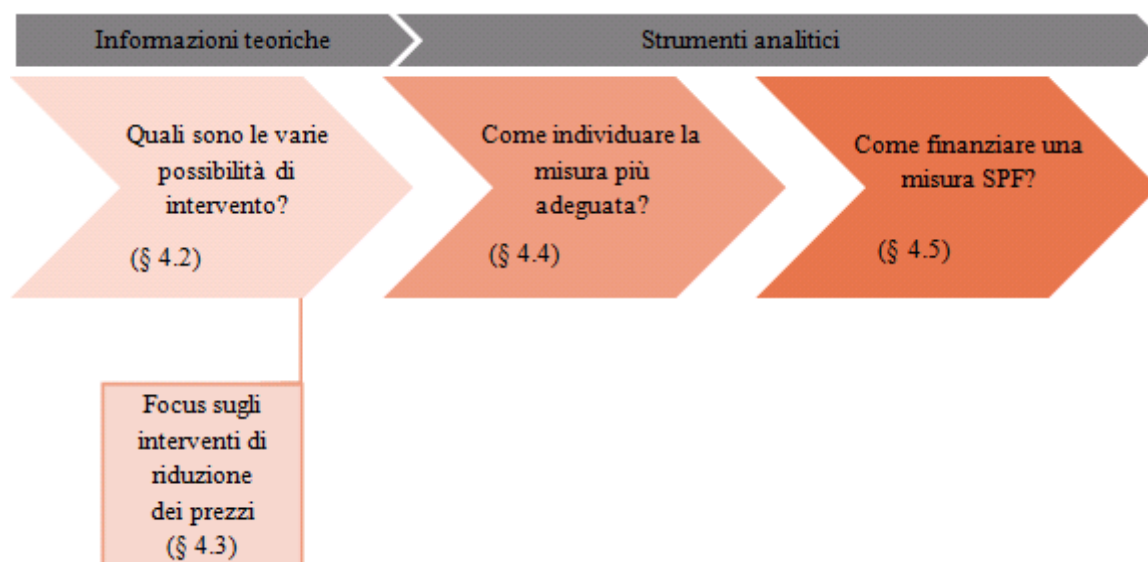 Informazioni teoriche
Strumenti analitici
Quali sono le varie
possibilità di
intervento?
(§ 4.2)
Come individuare la
misura più
adeguata?
(§ 4.4)
Come finanziare una
misura SPF?
(§ 4.5)
Focus sugli
interventi di
riduzione
dei prezzi
(§ 4.3)